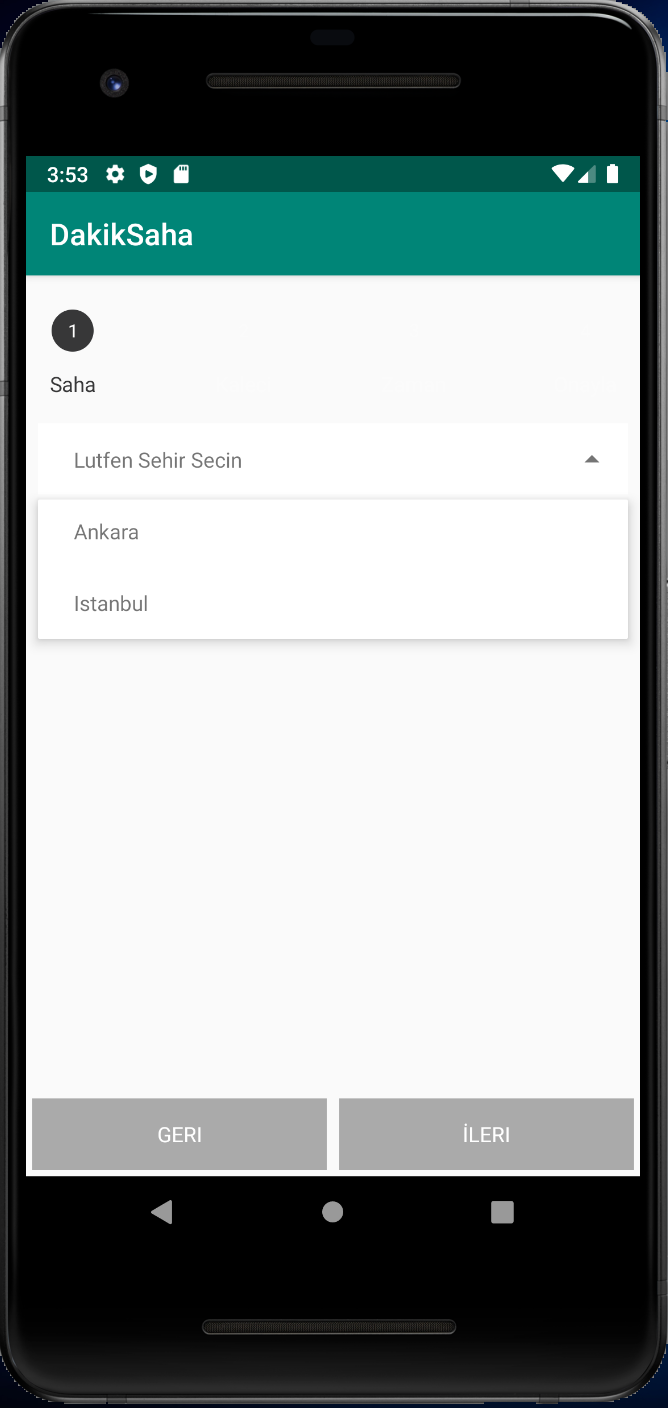 3:53
DakikSaha
1
Saha
Lutfen Sehir Secin
Ankara
Istanbul
GERI
İLERI